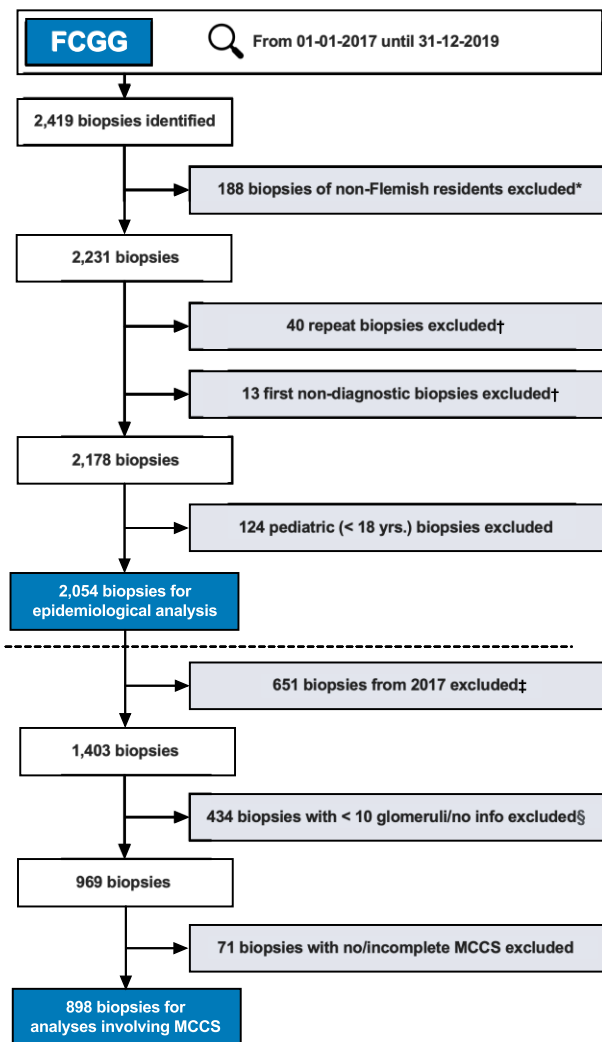 FCGG
From 01-01-2017 until 31-12-2019
2,419 biopsies identified
188 biopsies of non-Flemish residents excluded*
2,231 biopsies
40 repeat biopsies excluded†
13 first non-diagnostic biopsies excluded†
2,178 biopsies
124 pediatric (< 18 yrs.) biopsies excluded
2,054 biopsies for
epidemiological analysis
651 biopsies from 2017 excluded‡
1,403 biopsies
434 biopsies with < 10 glomeruli/no info excluded§
969 biopsies
71 biopsies with no/incomplete MCCS excluded
898 biopsies for
analyses involving MCCS